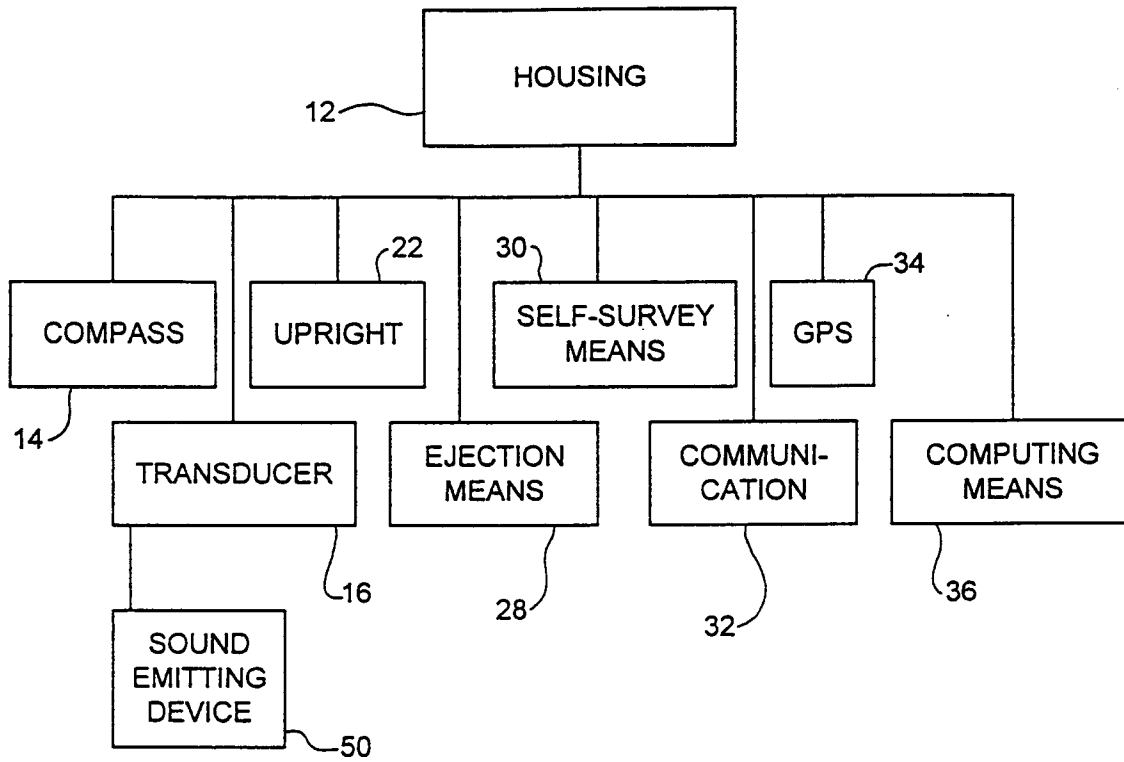 HOUSING
12
22
30
34
COMPASS
UPRIGHT
SELF-SURVEY
MEANS
GPS
14
TRANSDUCER
EJECTION
MEANS
COMMUNI-
CATION
COMPUTING
MEANS
16
28
32
36
SOUND
EMITTING
DEVICE
50